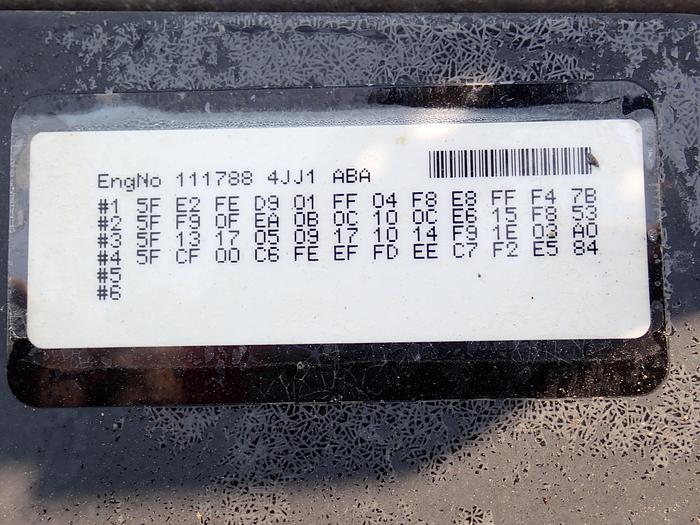 EngNo 111788 4JJ1 ABA
#1 5F E2 FE D9 01 FF 04 F8 E8 FF F4 7B
#2 5F F9 0F EA 0B 0C 10 0C E6 15 F8 53
#3 5F 13 17 05 09 17 10 14 F9 1E 03 A0
#4 5F CF 00 C6 FE EF FD EE C7 F2 E5 84
#5
#6